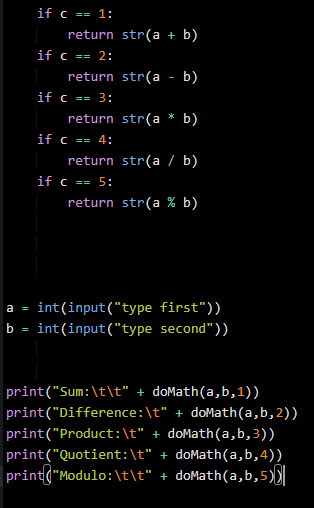 if c == 1:
return str(a + b)
if c == 2:
return str(a - b)
if c == 3:
return str(a * b)
if c == 4:
return str(a / b)
if c == 5:
return str(a % b)
a = int(input("type first"))
b = int(input("type second"))
print("Sum:\t\t" + doMath(a,b,1))
print("Difference:\t" + doMath(a,b,2))
print("Product:\t" + doMath(a,b,3))
print("Quotient:\t" + doMath(a,b,4))
print("Modulo:\t\t" + doMath(a,b,5))